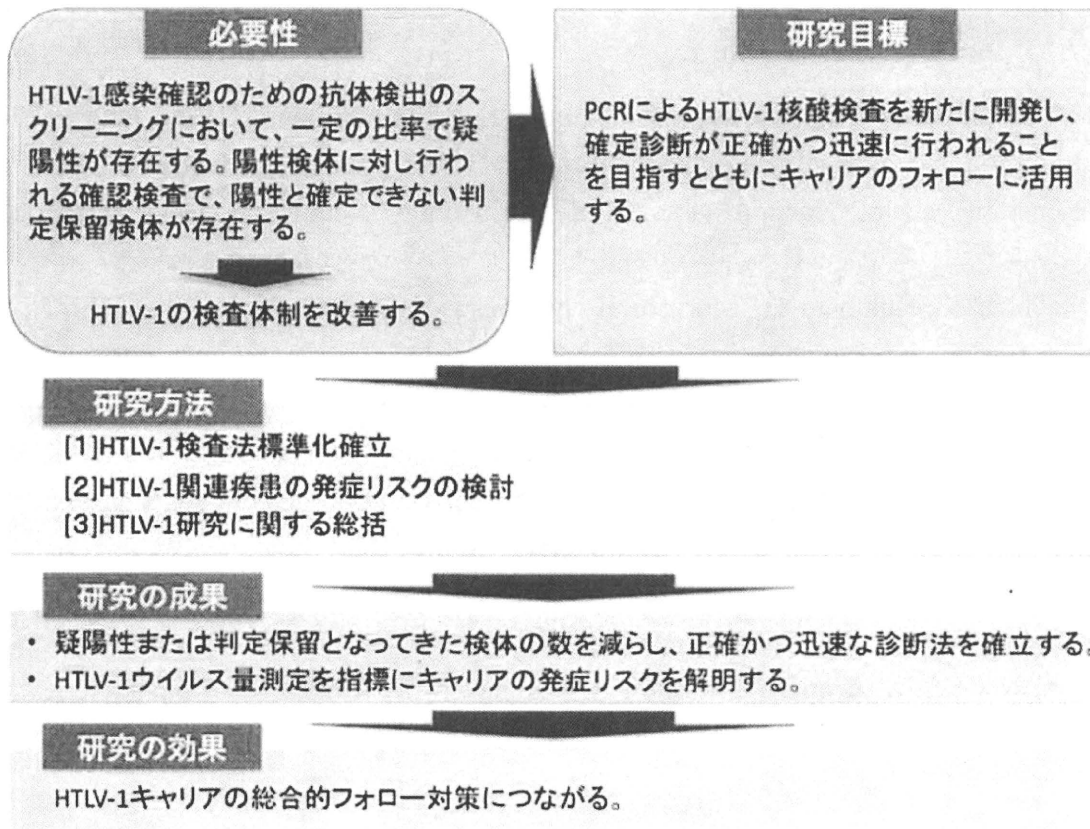 必要性
HTLV-1感染確認のための抗体検出のス
クリーニングにおいて、一定の比率で疑
陽性が存在する。陽性検体に対し行わ
れる確認検査で、陽性と確定できない判
定保留検体が存在する。
HTLV-1の検査体制を改善する。
研究目標
PCRによるHTLV-1核酸検査を新たに開発し、
確定診断が正確かつ迅速に行われること
を目指すとともにキャリアのフォローに活用
する。
研究方法
[1]HTLV-1検査法標準化確立
[2]HTLV-1関連疾患の発症リスクの検討
[3]HTLV-1研究に関する総括
研究の成果
• 疑陽性または判定保留となってきた検体の数を減らし、正確かつ迅速な診断法を確立する。
• HTLV-1ウイルス量測定を指標にキャリアの発症リスクを解明する。
研究の効果
HTLV-1キャリアの総合的フォロー対策につながる。